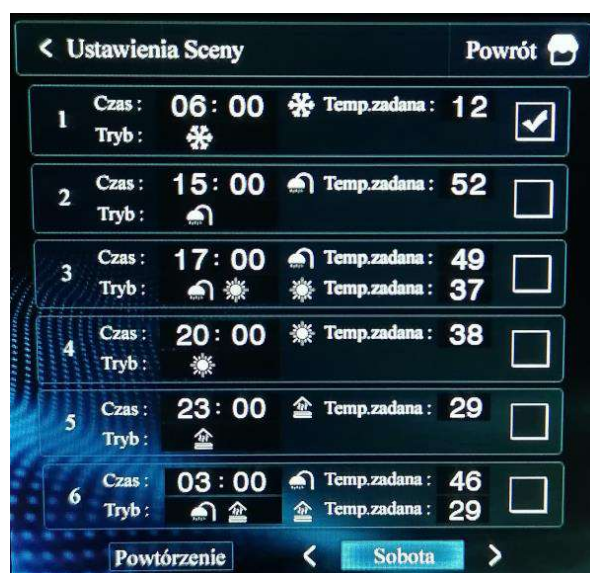 < Ustawienia Sceny Powrót
1 Czas : 06 : 00 Temp.zadana : 12
Tryb :
2 Czas : 15 : 00 Temp.zadana : 52
Tryb :
3 Czas : 17 : 00 Temp.zadana : 49
Tryb : Temp.zadana : 37
4 Czas : 20 : 00 Temp.zadana : 38
Tryb :
5 Czas : 23 : 00 Temp.zadana : 29
Tryb :
6 Czas : 03 : 00 Temp.zadana : 46
Tryb : Temp.zadana : 29
Powtórzenie < Sobota >